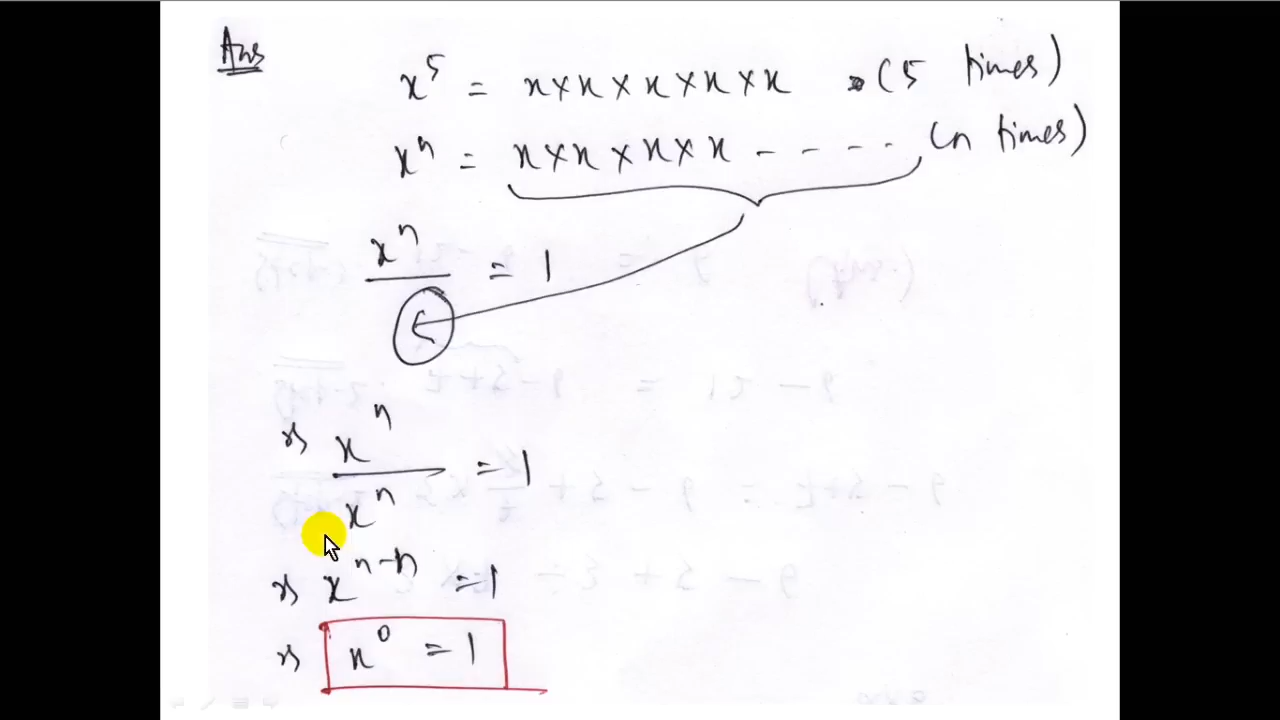 Ans
x⁵ = x × x × x × x × x (5 times)
xⁿ = x × x × x × x - - - - (n times)
xⁿ/ = 1
⇒ xⁿ/xⁿ = 1
⇒ xⁿ⁻ⁿ = 1
⇒ x⁰ = 1